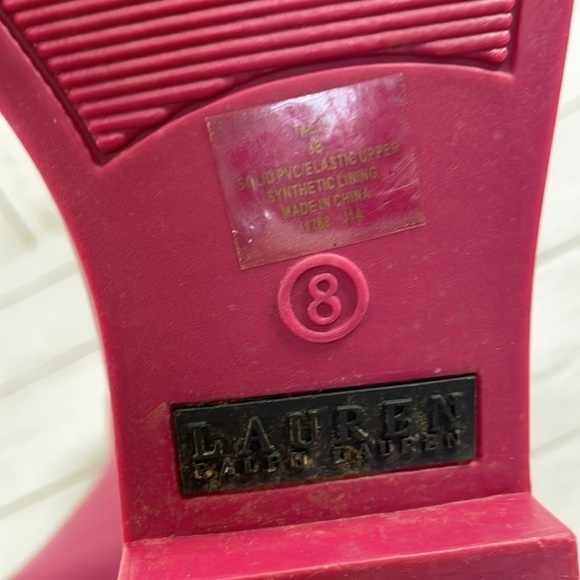 SOLID PVC/ELASTIC UPPER
SYNTHETIC LINING
MADE IN CHINA
8
LAUREN
RALPH LAUREN